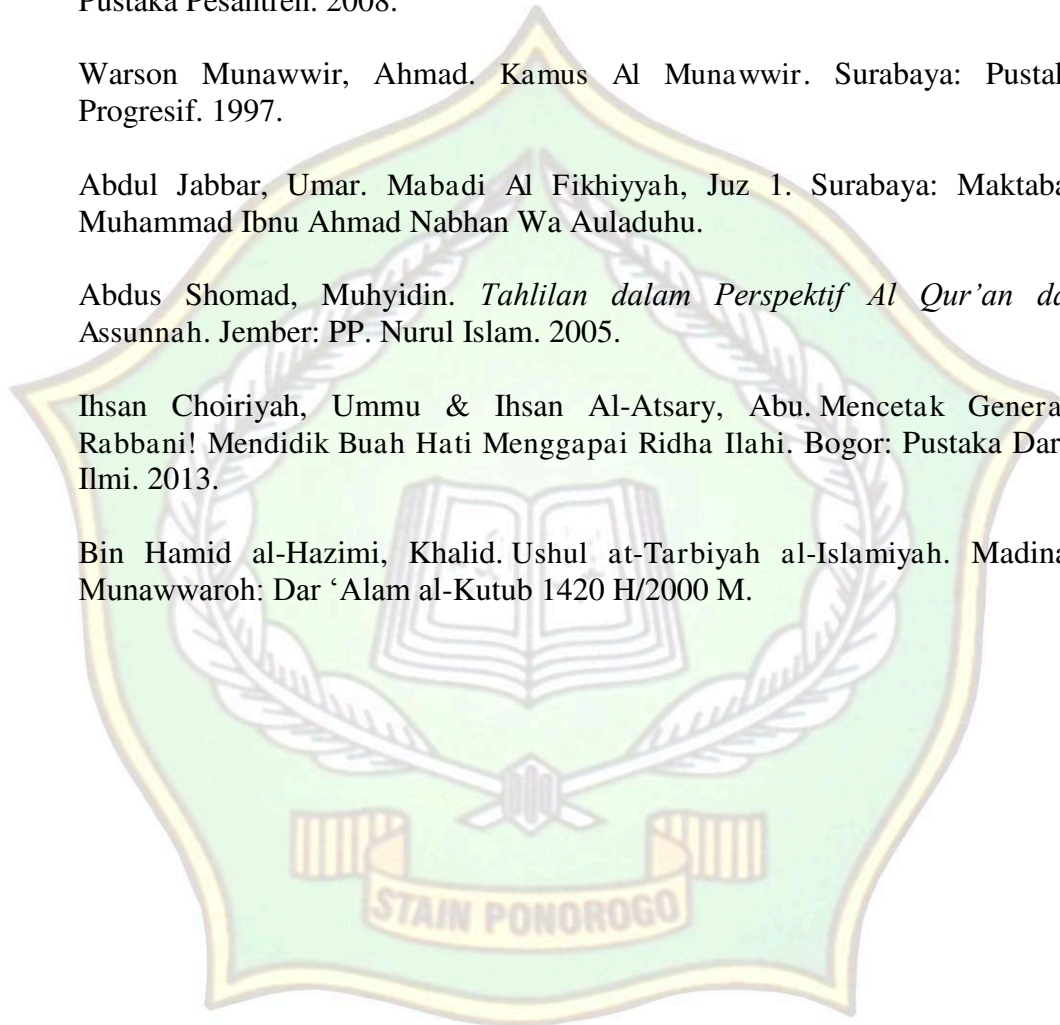 Pustaka Pesantren. 2008.
Warson Munawwir, Ahmad. Kamus Al Munawwir. Surabaya: Pustak
Progresif. 1997.
Abdul Jabbar, Umar. Mabadi Al Fikhiyyah, Juz 1. Surabaya: Maktaba
Muhammad Ibnu Ahmad Nabhan Wa Auladuhu.
Abdus Shomad, Muhyidin. Tahlilan dalam Perspektif Al Qur’an da
Assunnah. Jember: PP. Nurul Islam. 2005.
Ihsan Choiriyah, Ummu & Ihsan Al-Atsary, Abu. Mencetak Genera
Rabbani! Mendidik Buah Hati Menggapai Ridha Ilahi. Bogor: Pustaka Dar
Ilmi. 2013.
Bin Hamid al-Hazimi, Khalid. Ushul at-Tarbiyah al-Islamiyah. Madina
Munawwaroh: Dar ‘Alam al-Kutub 1420 H/2000 M.
STAIN PONOROGO